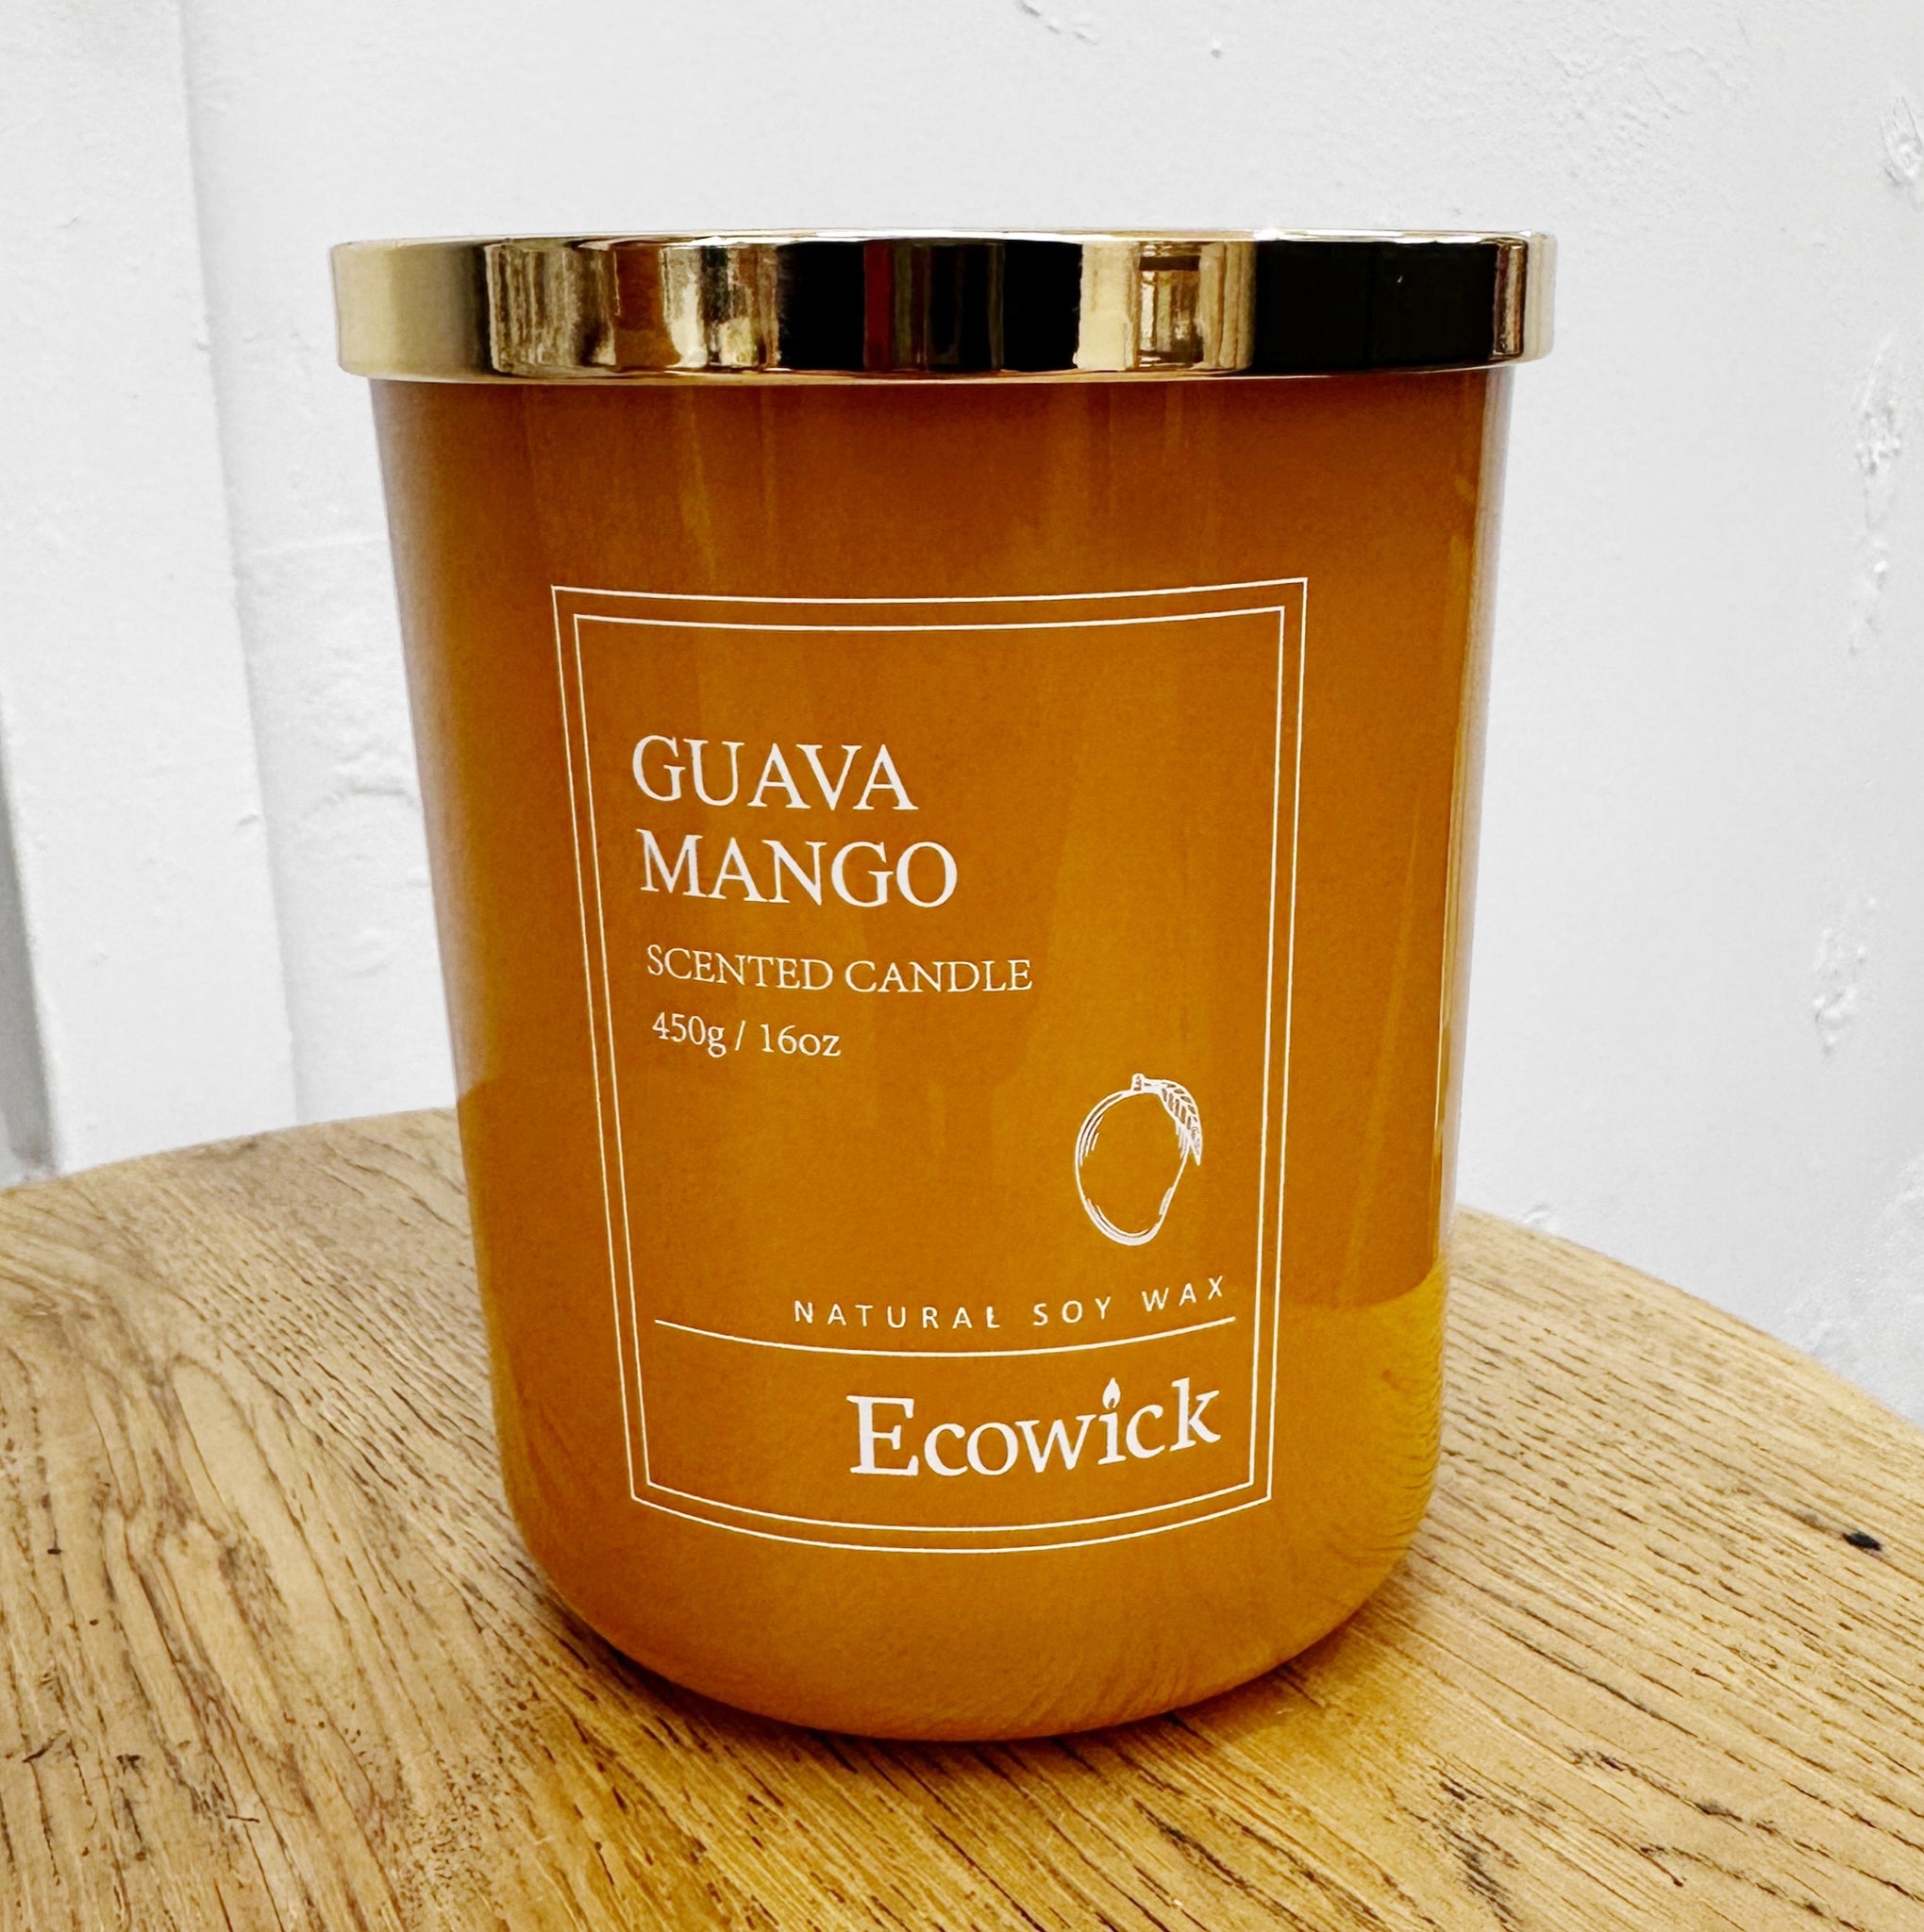 GUAVA
MANGO
SCENTED CANDLE
450g / 16oz
NATURAL SOY WAX
Ecowick